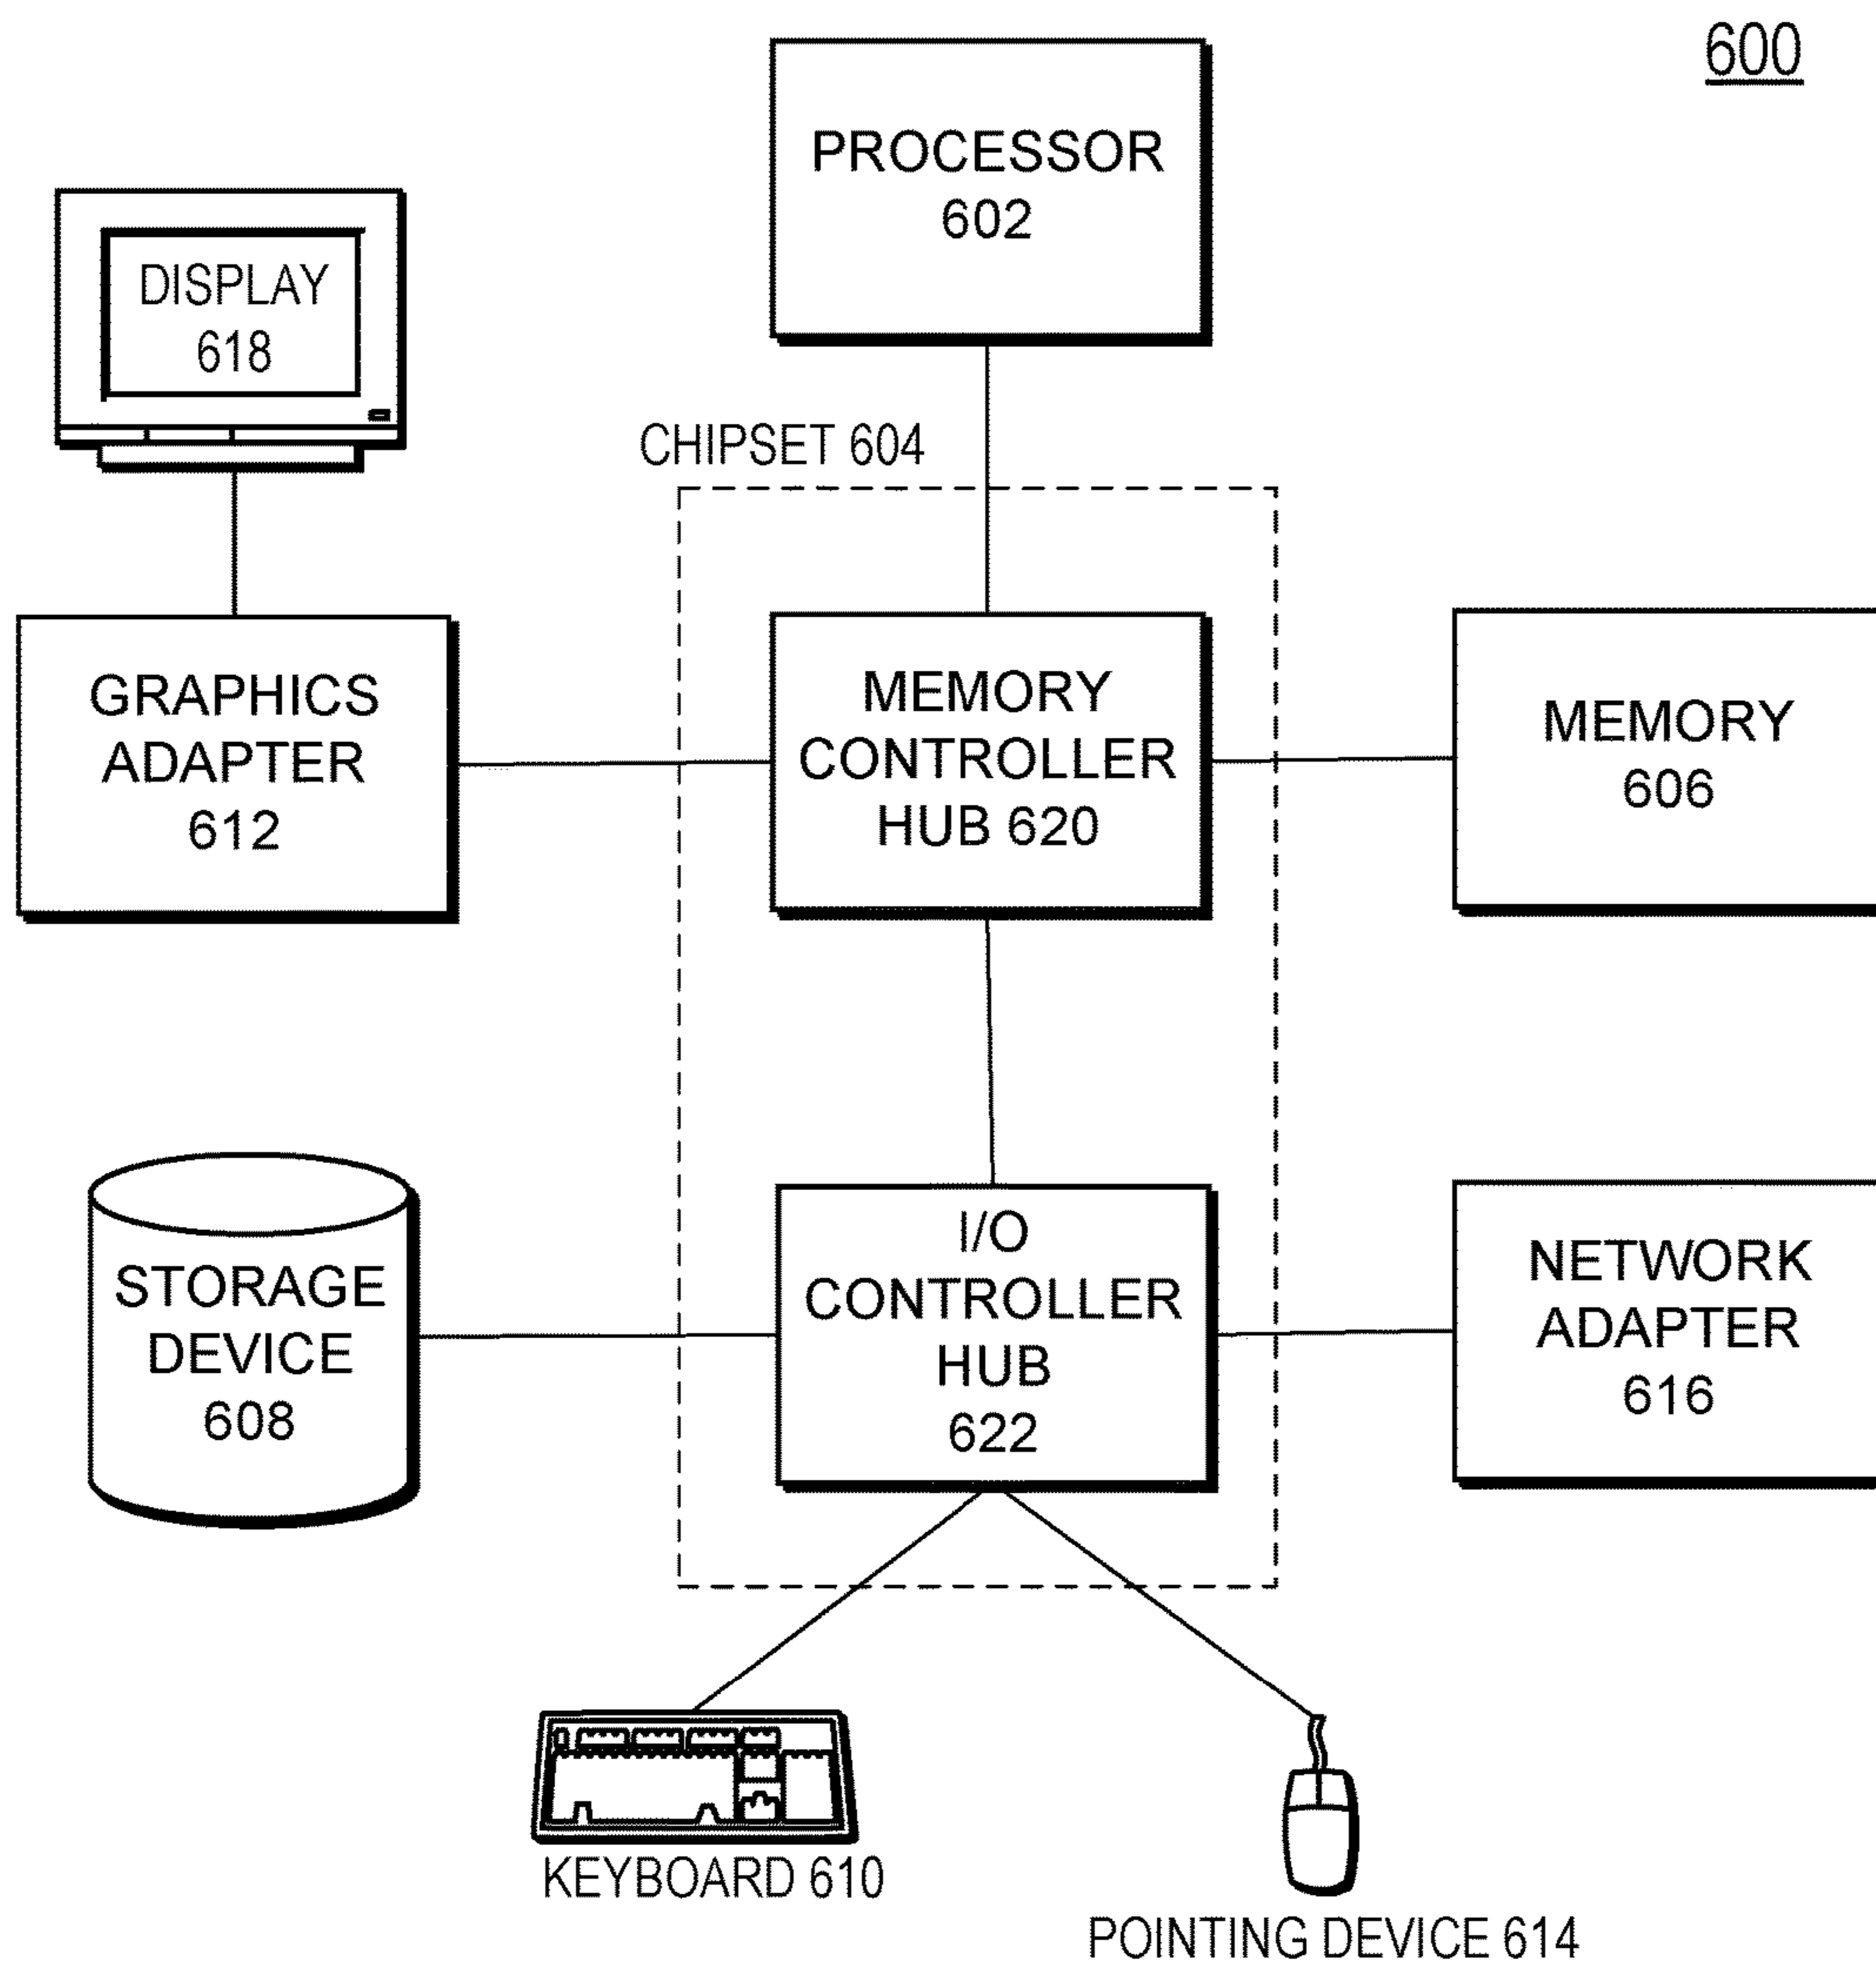 600
PROCESSOR
602
DISPLAY
618
CHIPSET 604
GRAPHICS
ADAPTER
612
MEMORY
CONTROLLER
HUB 620
MEMORY
606
STORAGE
DEVICE
608
I/O
CONTROLLER
HUB
622
NETWORK
ADAPTER
616
KEYBOARD 610
POINTING DEVICE 614